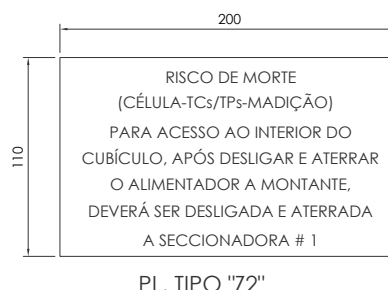 200
110
RISCO DE MORTE
(CÉLULA-TCs/TPs-MADIÇÃO)
PARA ACESSO AO INTERIOR DO
CUBÍCULO, APÓS DESLIGAR E ATERRAR
O ALIMENTADOR A MONTANTE,
DEVERÁ SER DESLIGADA E ATERRADA
A SECCIONADORA # 1
PL. TIPO "72"